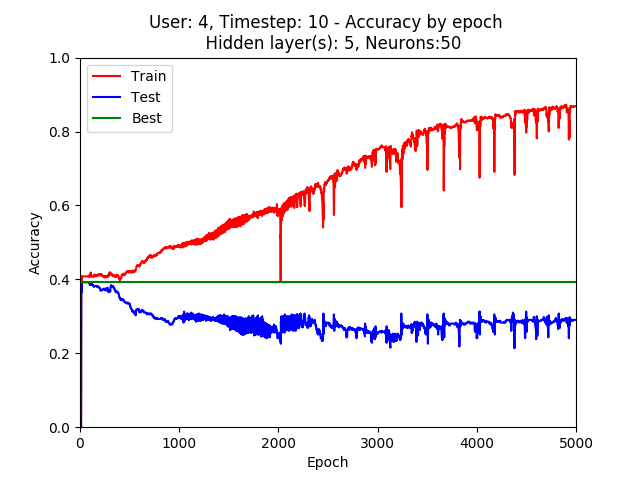 User: 4, Timestep: 10 - Accuracy by epoch
Hidden layer(s): 5, Neurons:50
1.0
0.8
0.6
0.4
0.2
0.0
Accuracy
Train
Test
Best
0
1000
2000
3000
4000
5000
Epoch